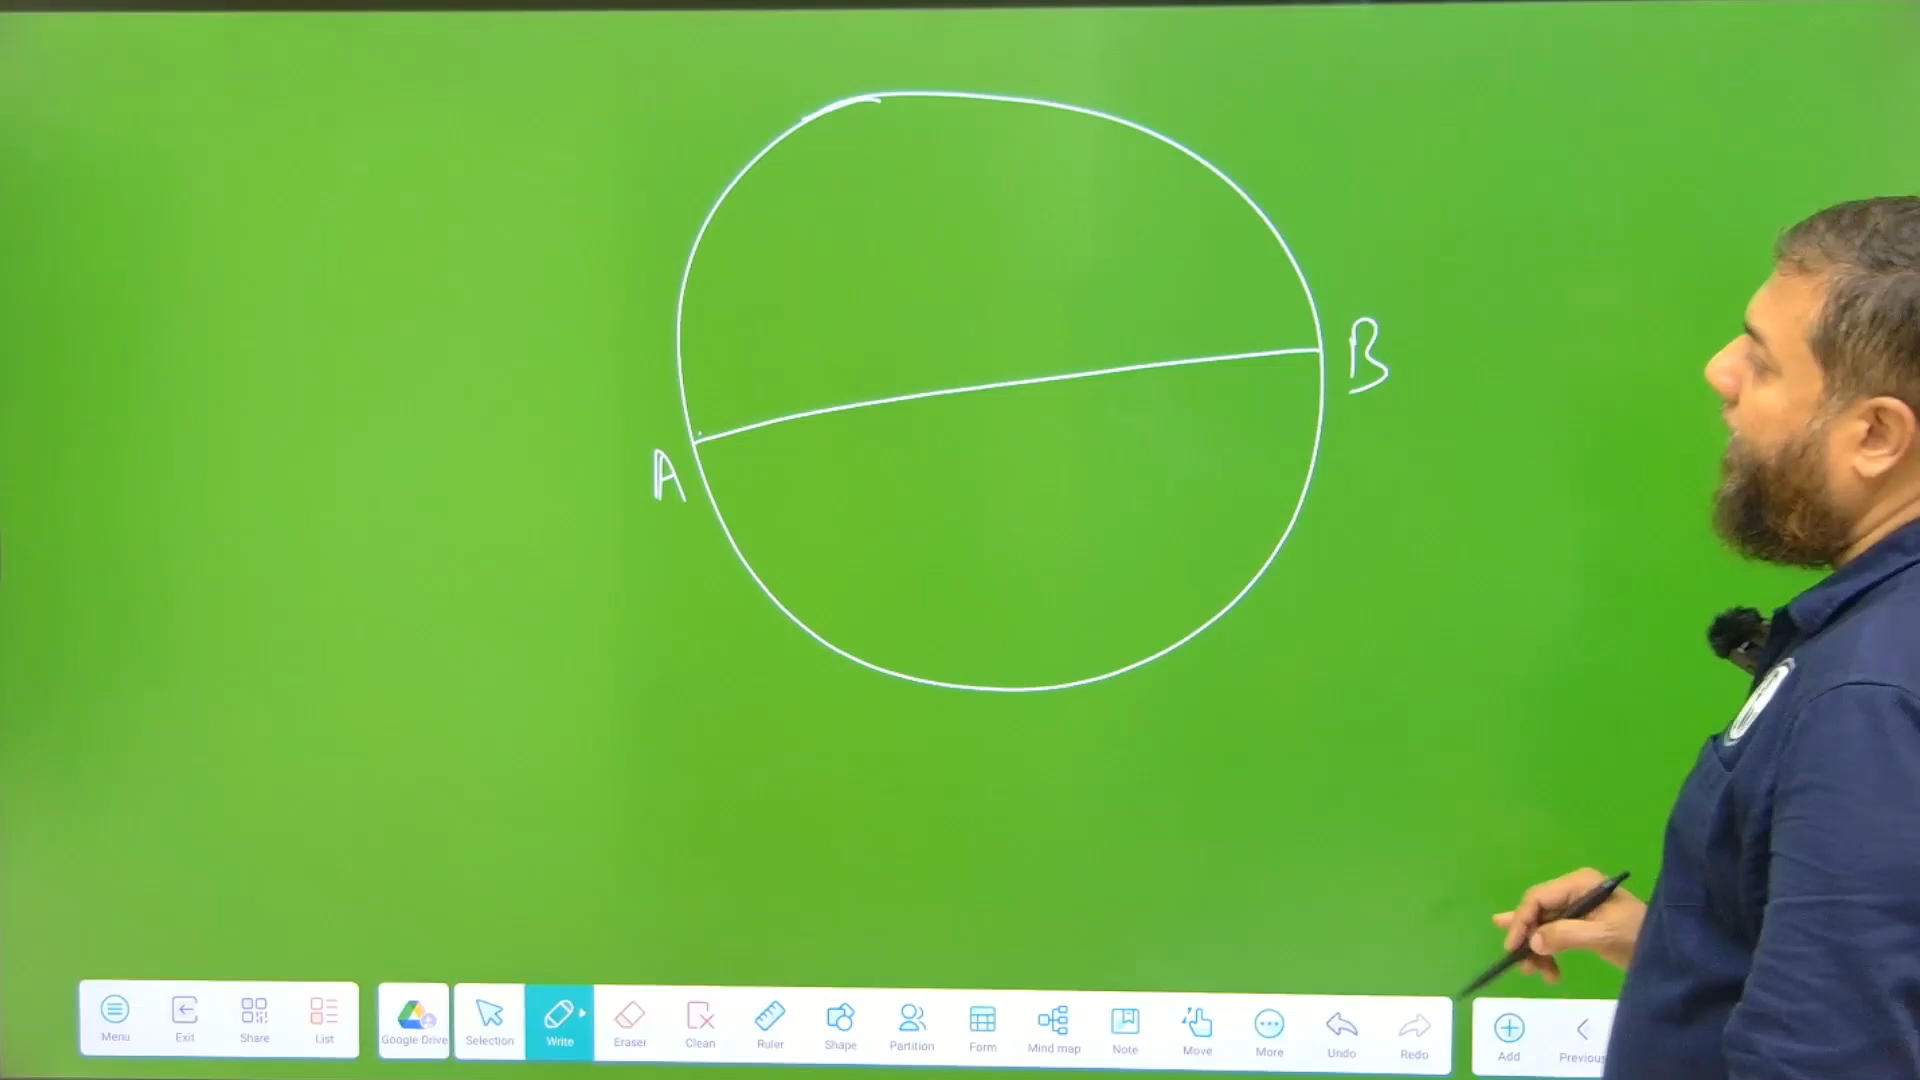 B
A
Menu
Exit
Share
List
Google Drive
Selection
Write
Eraser
Clean
Ruler
Shape
Partition
Form
Mind map
Note
Move
More
Undo
Redo
Add
Previous